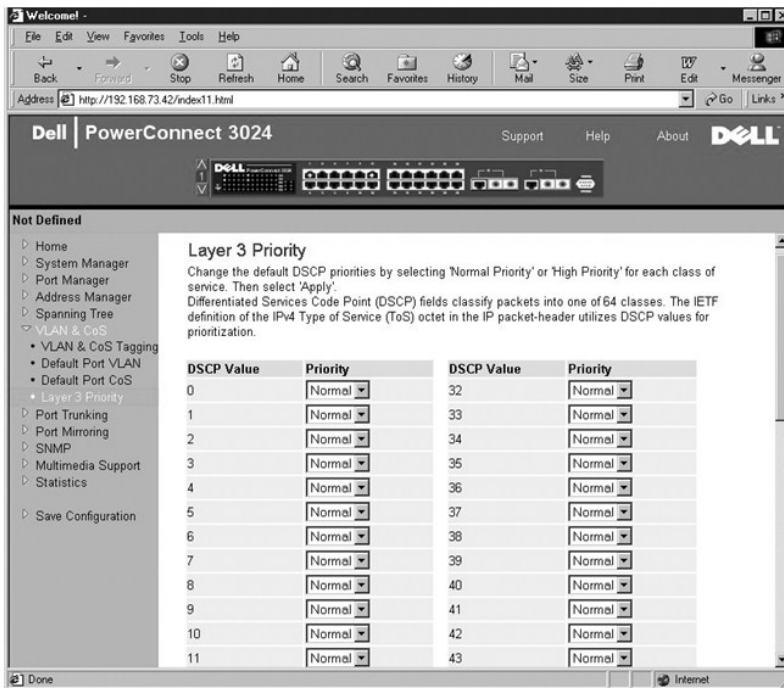 Welcome! -
File Edit View Favorites Tools Help
Back Forward Stop Refresh Home Search Favorites History Mail Size Print Edit Messenger
Address http://192.168.73.42/index11.html Go Links »
Dell | PowerConnect 3024 Support Help About DELL
DELL
1
Not Defined
Home
System Manager
Port Manager
Address Manager
Spanning Tree
VLAN & CoS
• VLAN & CoS Tagging
• Default Port VLAN
• Default Port CoS
• Layer 3 Priority
Port Trunking
Port Mirroring
SNMP
Multimedia Support
Statistics
Save Configuration
Layer 3 Priority
Change the default DSCP priorities by selecting 'Normal Priority' or 'High Priority' for each class of
service. Then select 'Apply'.
Differentiated Services Code Point (DSCP) fields classify packets into one of 64 classes. The IETF
definition of the IPv4 Type of Service (ToS) octet in the IP packet-header utilizes DSCP values for
prioritization.
DSCP Value Priority DSCP Value Priority
0 Normal 32 Normal
1 Normal 33 Normal
2 Normal 34 Normal
3 Normal 35 Normal
4 Normal 36 Normal
5 Normal 37 Normal
6 Normal 38 Normal
7 Normal 39 Normal
8 Normal 40 Normal
9 Normal 41 Normal
10 Normal 42 Normal
11 Normal 43 Normal
Done Internet